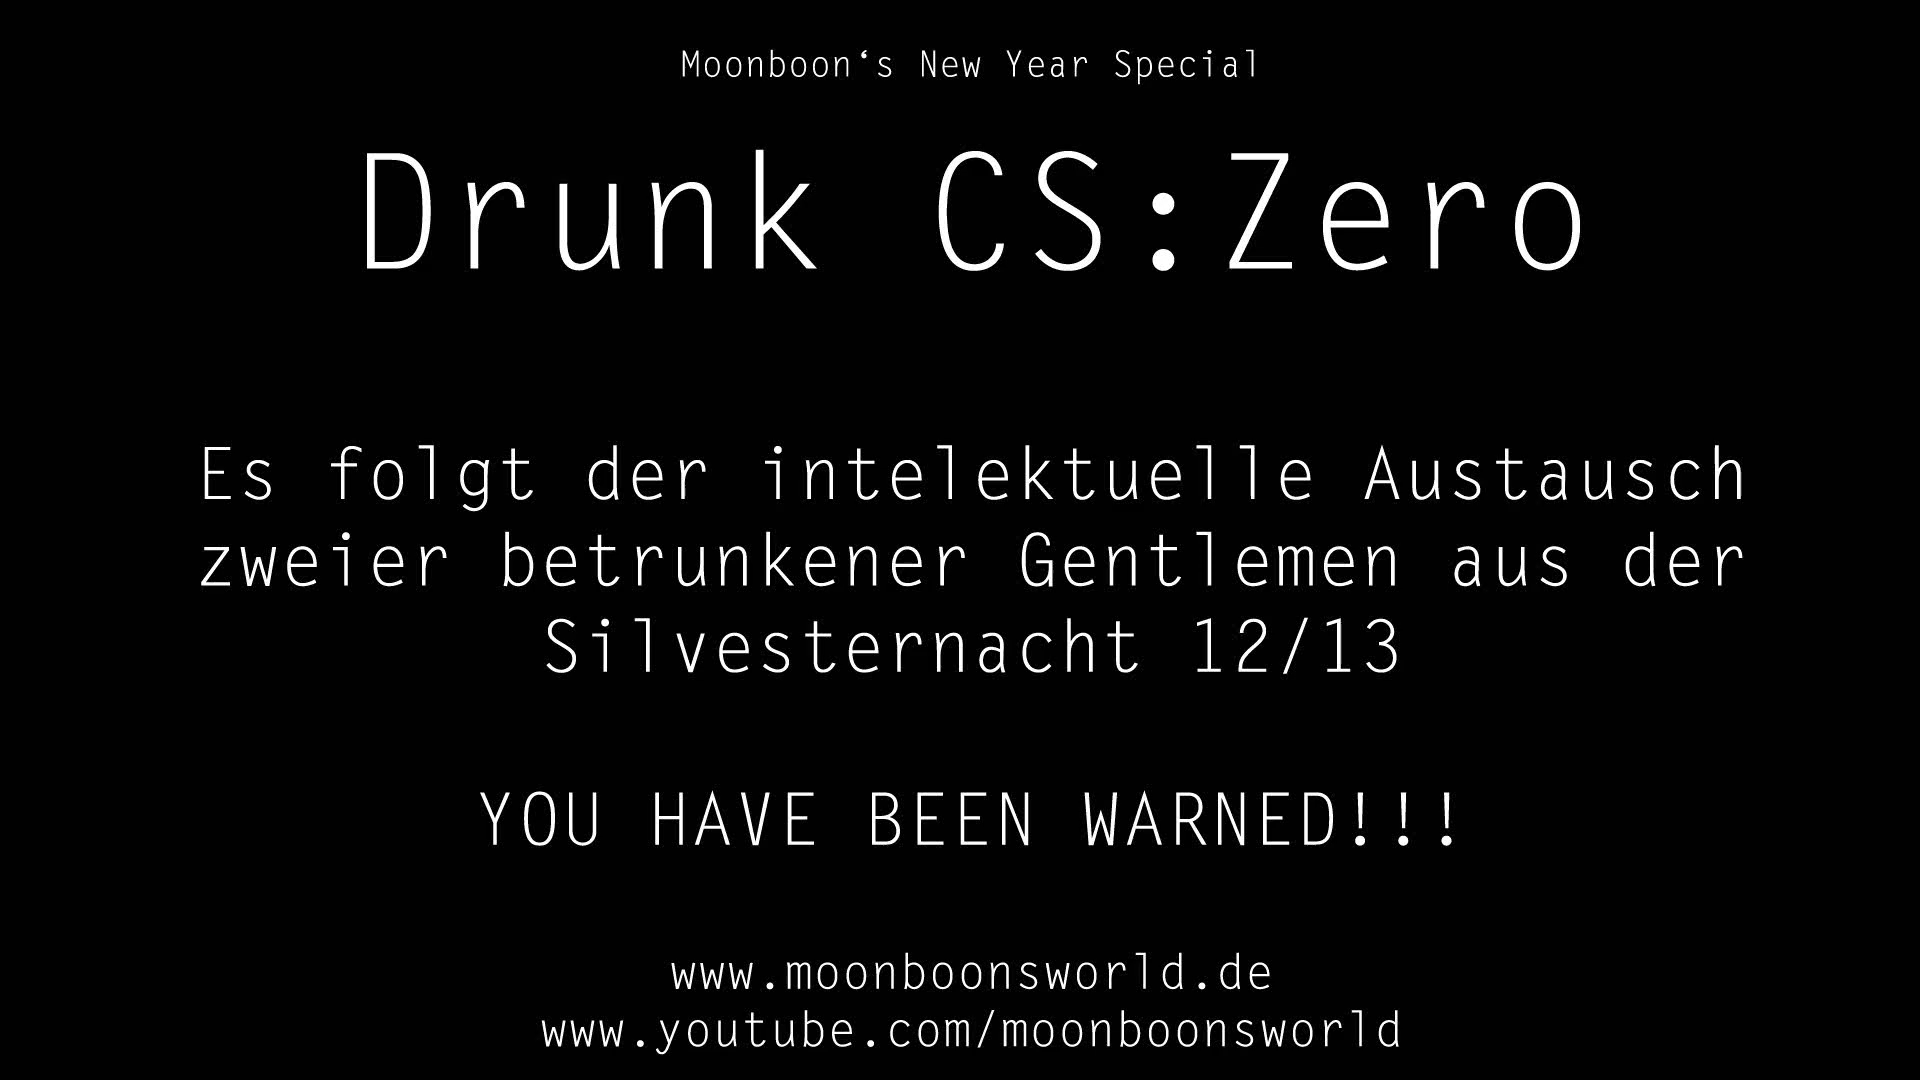 Moonboon‘s New Year Special
Drunk CS:Zero
Es folgt der intelektuelle Austausch
zweier betrunkener Gentlemen aus der
Silvesternacht 12/13
YOU HAVE BEEN WARNED!!!
www.moonboonsworld.de
www.youtube.com/moonboonsworld